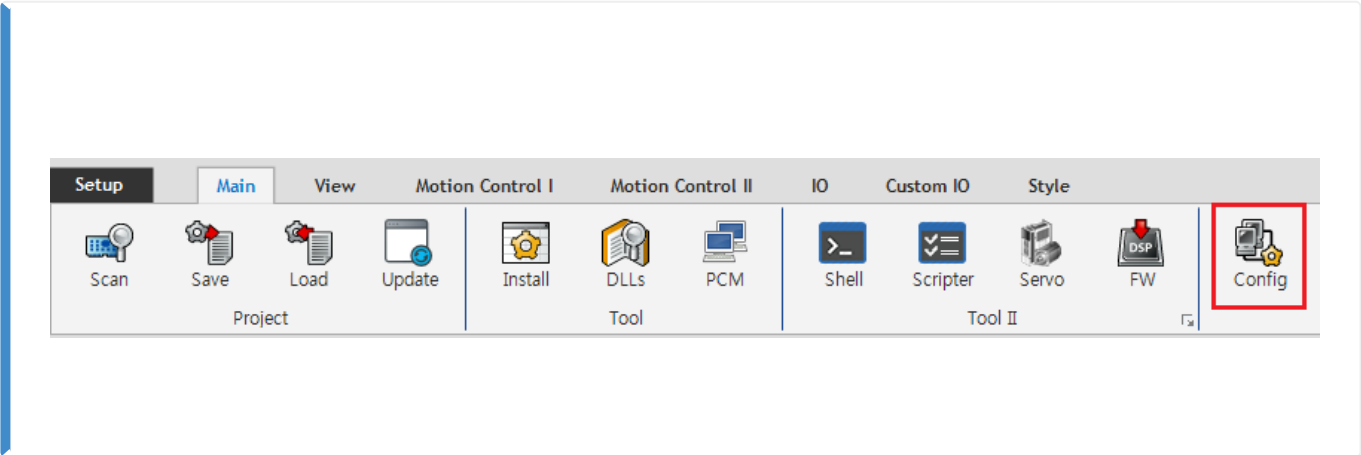 Setup Main View Motion Control I Motion Control II IO Custom IO Style
>_ DSP
Scan Save Load Update Install DLLs PCM Shell Scripter Servo FW Config
Project Tool Tool II